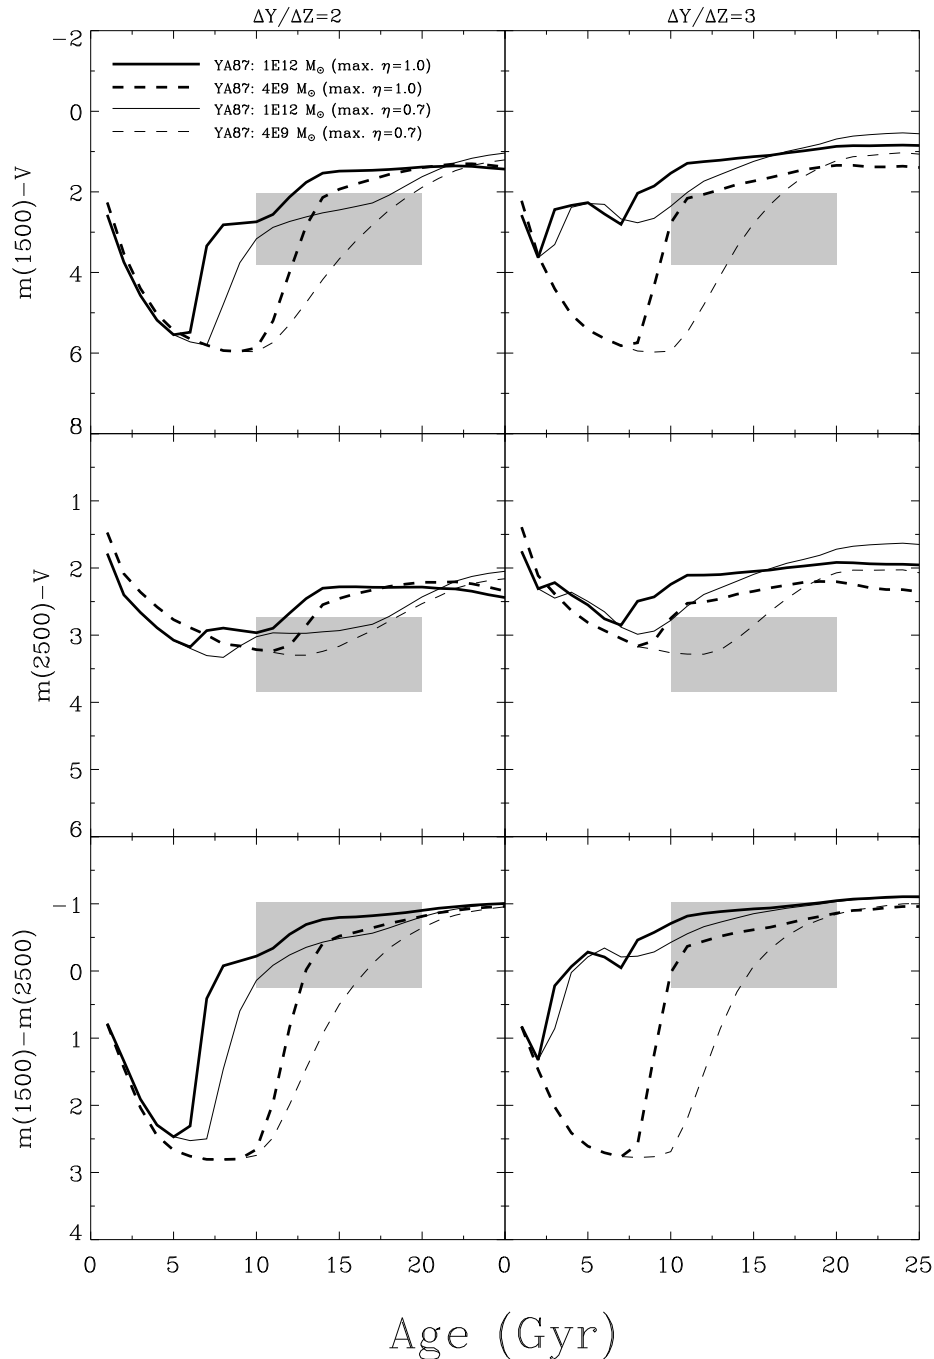 ΔY/ΔZ=2
ΔY/ΔZ=3
−2
0
2
4
6
8
m(1500)−V
YA87: 1E12 M☉ (max. η=1.0)
YA87: 4E9 M☉ (max. η=1.0)
YA87: 1E12 M☉ (max. η=0.7)
YA87: 4E9 M☉ (max. η=0.7)
1
2
3
4
5
6
m(2500)−V
−1
0
1
2
3
4
m(1500)−m(2500)
0 5 10 15 20 0 5 10 15 20 25
Age (Gyr)